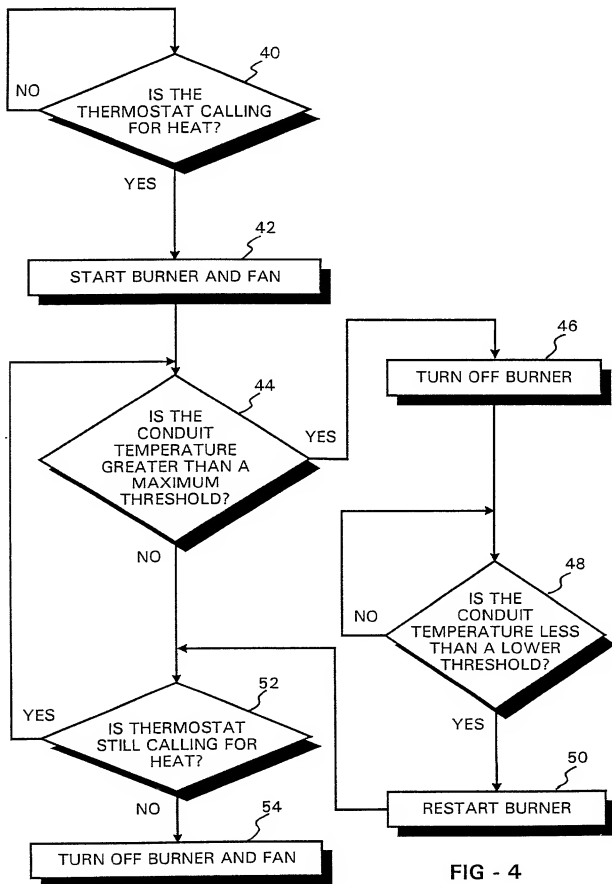 40
IS THE
THERMOSTAT CALLING
FOR HEAT?
NO
YES
42
START BURNER AND FAN
44
IS THE
CONDUIT
TEMPERATURE
GREATER THAN A
MAXIMUM
THRESHOLD?
YES
NO
46
TURN OFF BURNER
48
IS THE
CONDUIT
TEMPERATURE LESS
THAN A LOWER
THRESHOLD?
NO
YES
50
RESTART BURNER
52
IS THERMOSTAT
STILL CALLING FOR
HEAT?
YES
NO
54
TURN OFF BURNER AND FAN
FIG - 4